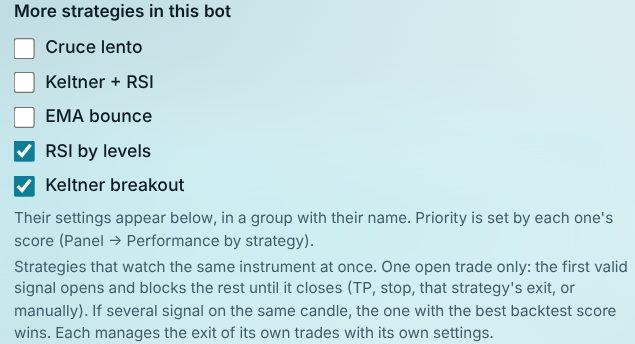 More strategies in this bot
Cruce lento
Keltner + RSI
EMA bounce
RSI by levels
Keltner breakout
Their settings appear below, in a group with their name. Priority is set by each one's
score (Panel → Performance by strategy).
Strategies that watch the same instrument at once. One open trade only: the first valid
signal opens and blocks the rest until it closes (TP, stop, that strategy's exit, or
manually). If several signal on the same candle, the one with the best backtest score
wins. Each manages the exit of its own trades with its own settings.